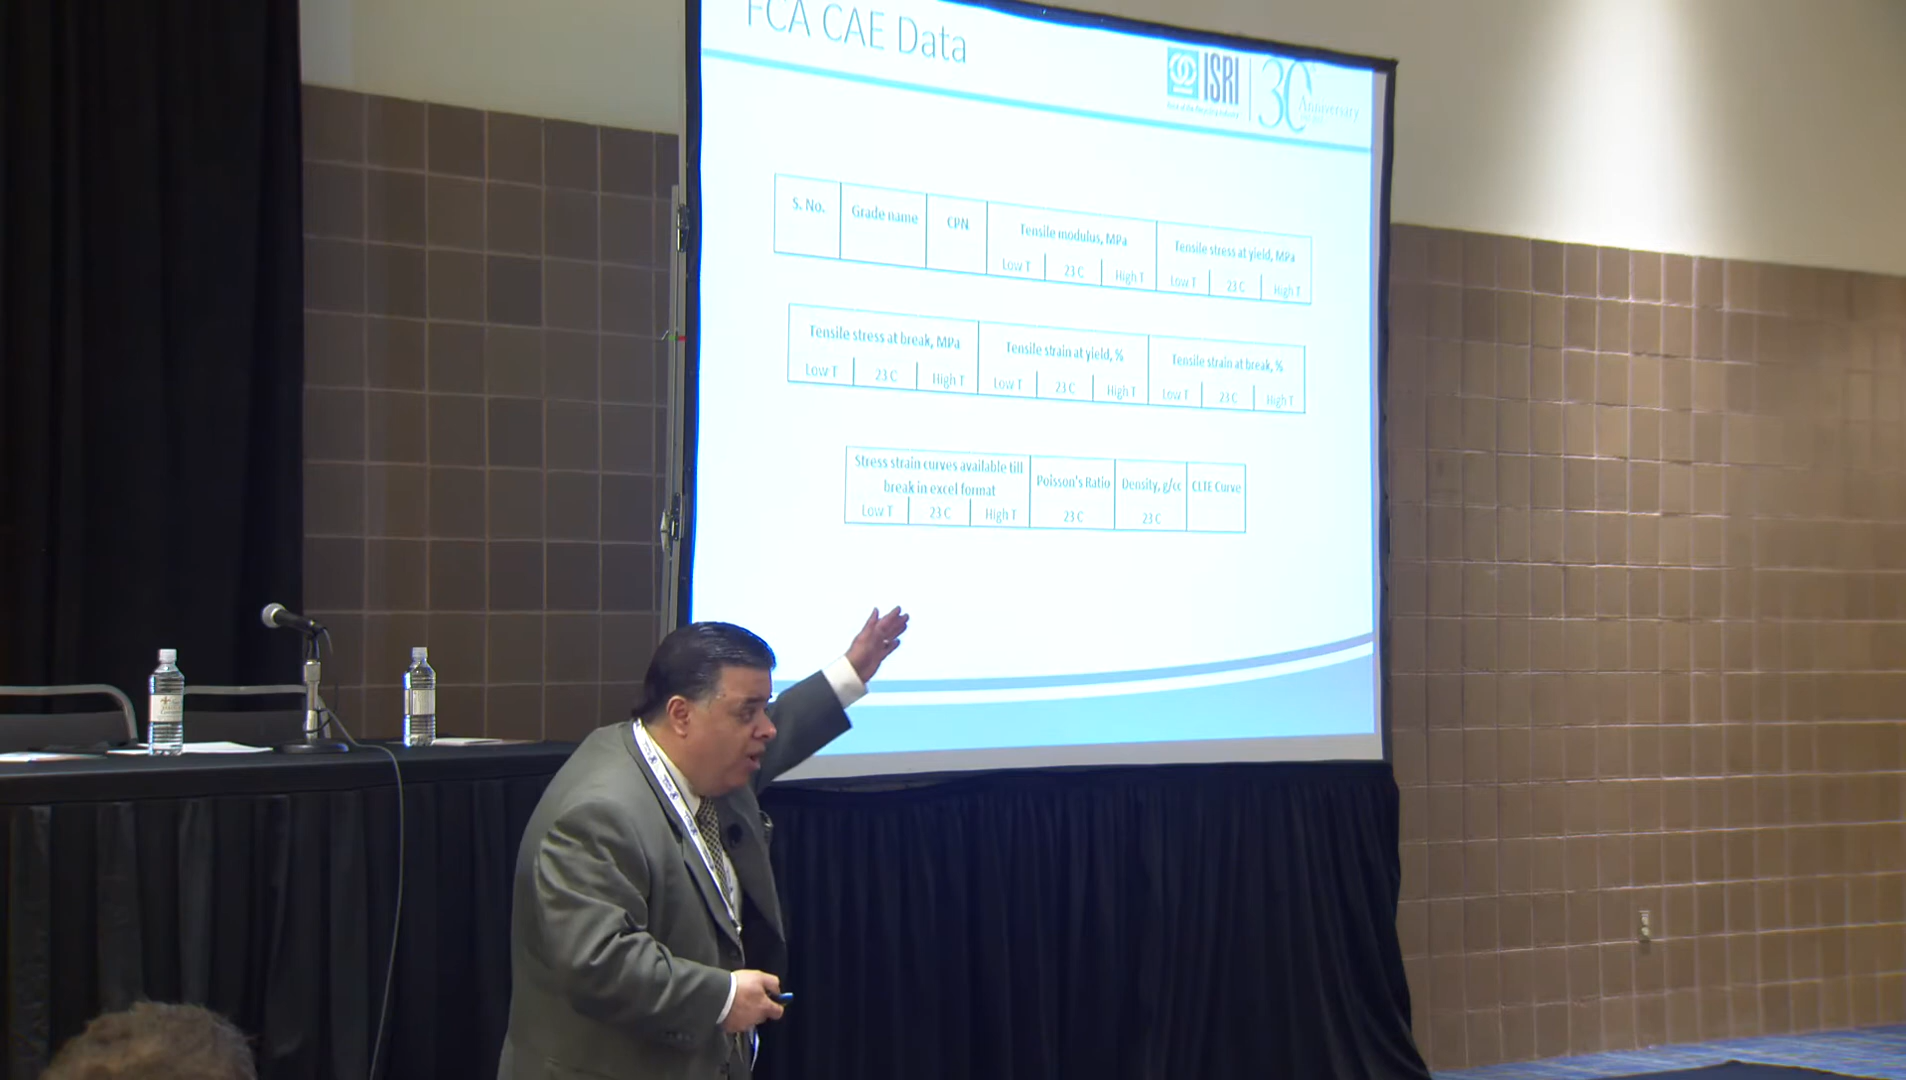 FCA CAE Data
ISRI
30
Anniversary
S. No.
Grade name
CPN
Tensile modulus, MPa
Tensile stress at yield, MPa
Low T
23 C
High T
Low T
23 C
High T
Tensile stress at break, MPa
Tensile strain at yield, %
Tensile strain at break, %
Low T
23 C
High T
Low T
23 C
High T
Low T
23 C
High T
Stress strain curves available till
break in excel format
Poisson's Ratio
Density, g/cc
CLTE Curve
Low T
23 C
High T
23 C
23 C